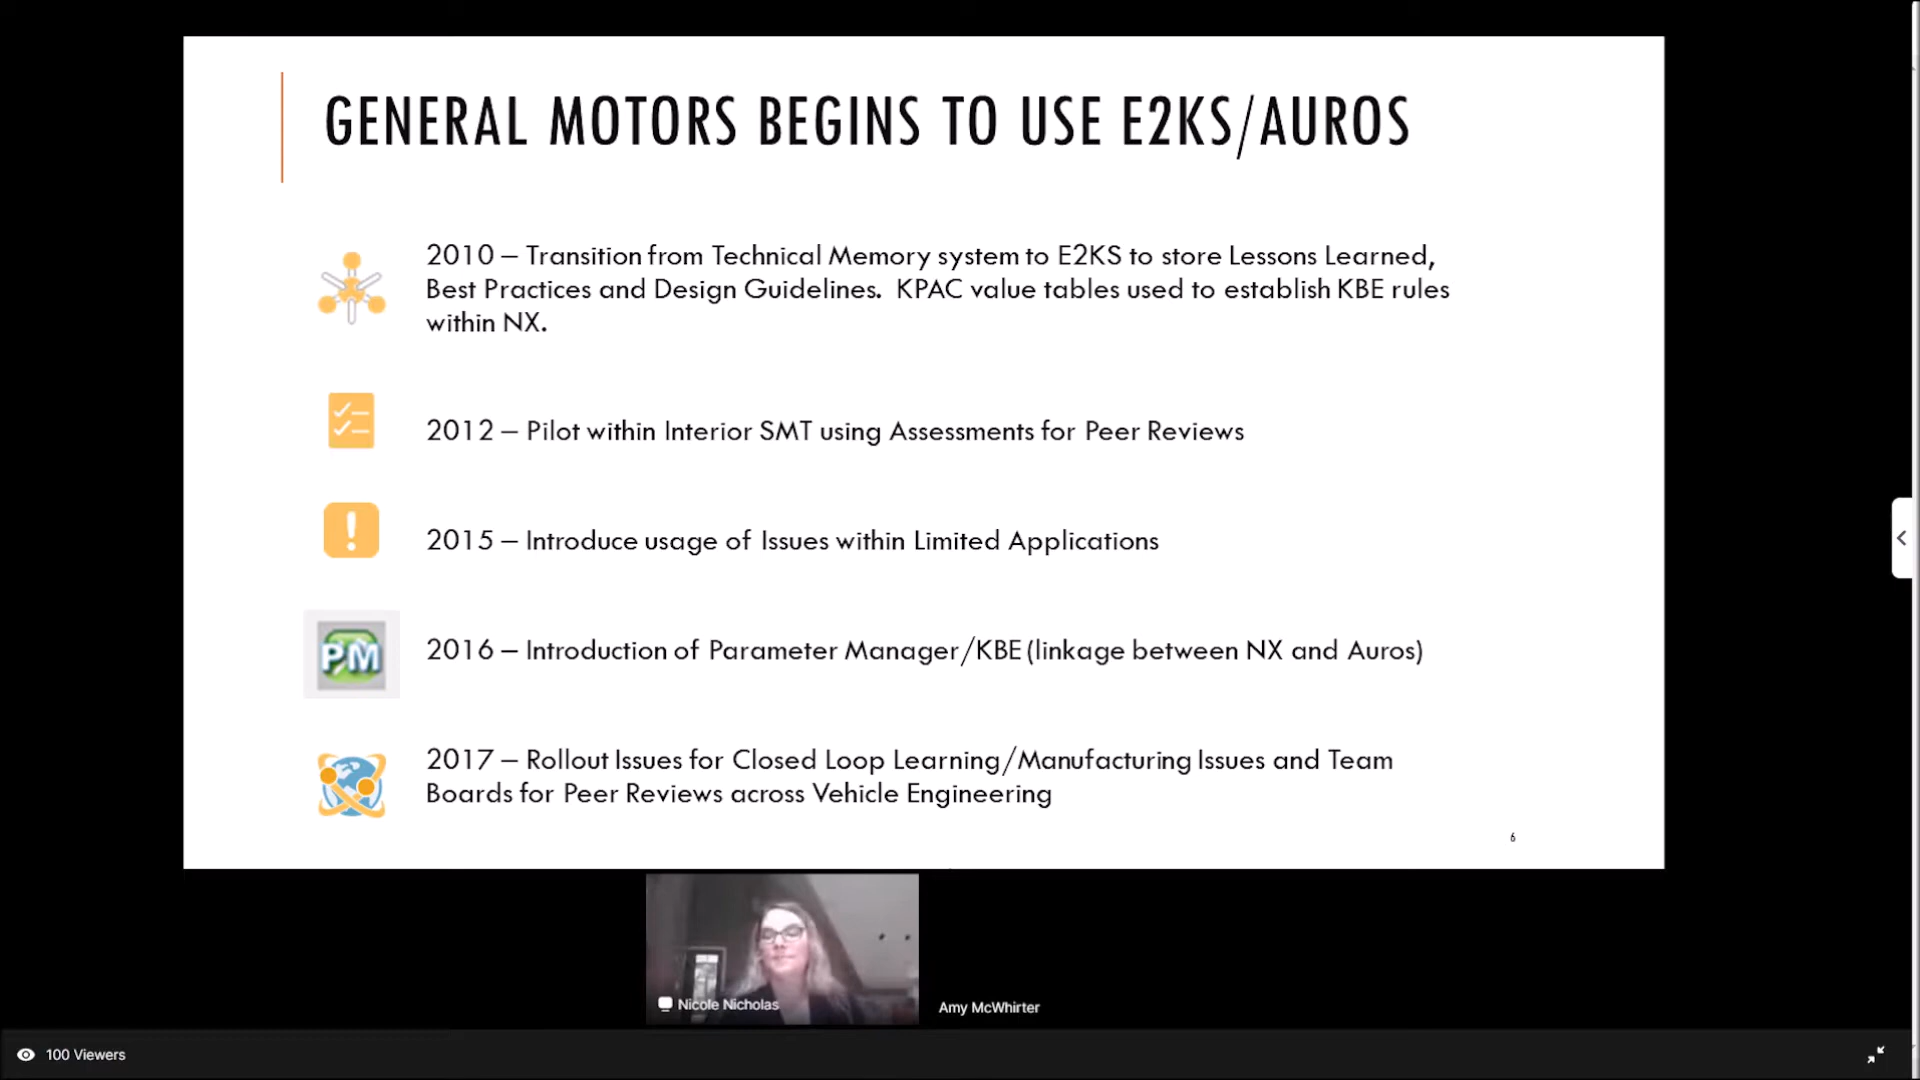 GENERAL MOTORS BEGINS TO USE E2KS/AUROS
2010 – Transition from Technical Memory system to E2KS to store Lessons Learned,
Best Practices and Design Guidelines.  KPAC value tables used to establish KBE rules
within NX.
2012 – Pilot within Interior SMT using Assessments for Peer Reviews
2015 – Introduce usage of Issues within Limited Applications
PM
2016 – Introduction of Parameter Manager/KBE (linkage between NX and Auros)
2017 – Rollout Issues for Closed Loop Learning/Manufacturing Issues and Team
Boards for Peer Reviews across Vehicle Engineering
6
Nicole Nicholas
Amy McWhirter
100 Viewers